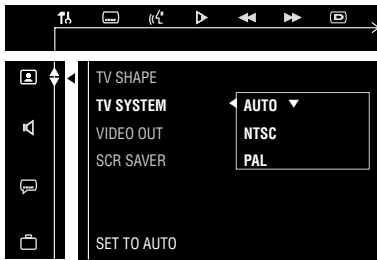 TV SHAPE
TV SYSTEM AUTO
VIDEO OUT NTSC
SCR SAVER PAL
SET TO AUTO